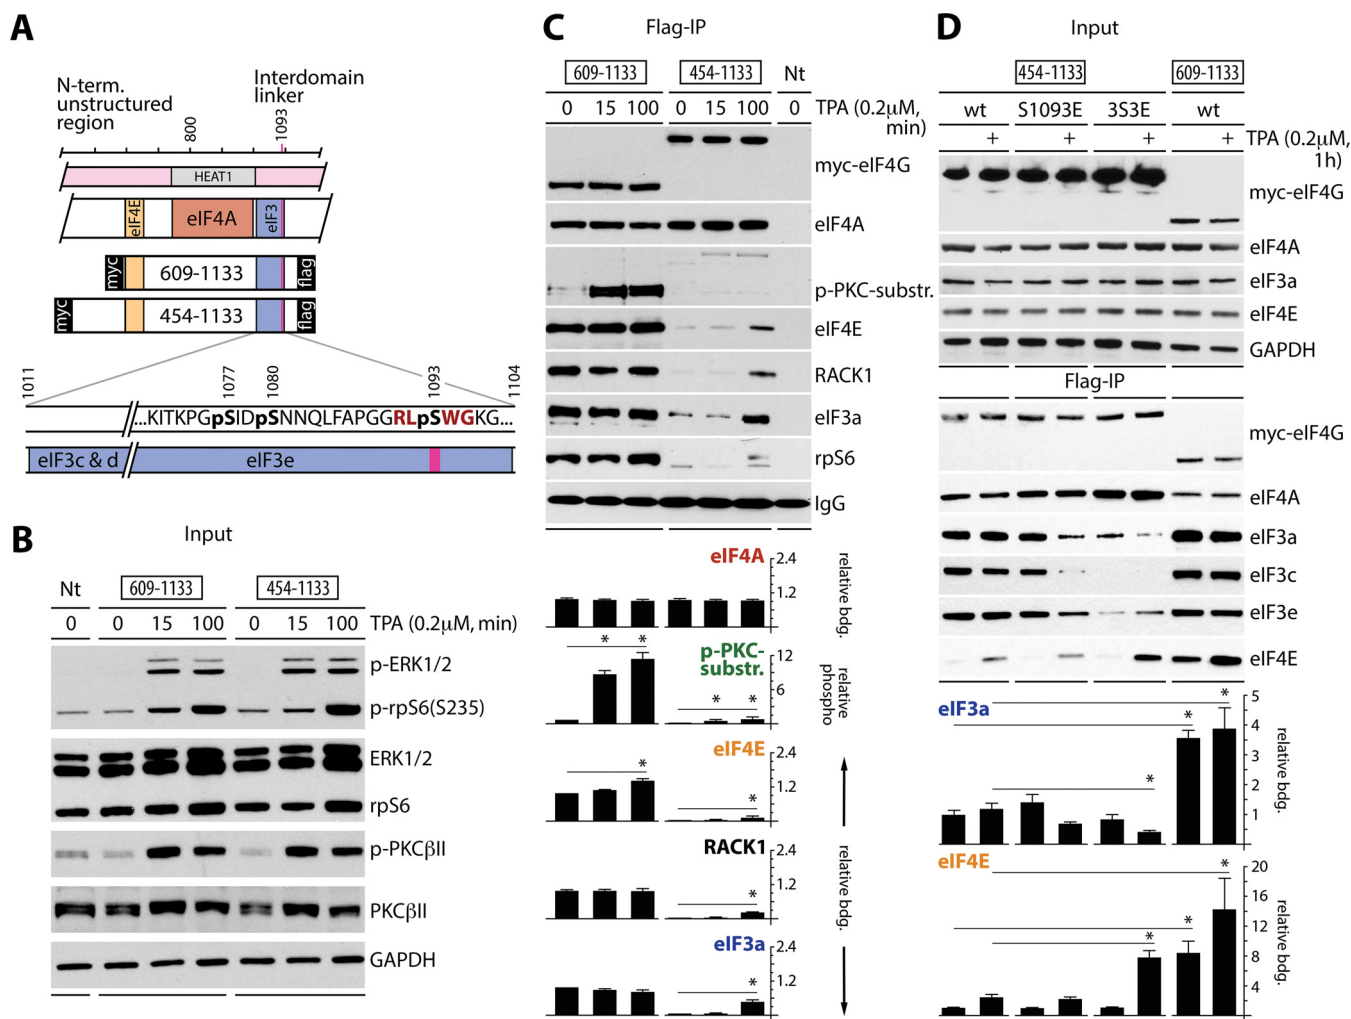 A
N-term.
unstructured
region
Interdomain
linker
800
1093
HEAT1
eIF4E
eIF4A
eIF3
myc
609-1133
flag
myc
454-1133
flag
1011
1077
1080
1093
1104
...KITKPGpSIDpSNNQLFAPGGRLpSWGKG...
eIF3c & d
eIF3e
B
Input
Nt
609-1133
454-1133
0 0 15 100 0 15 100 TPA (0.2μM, min)
p-ERK1/2
p-rpS6(S235)
ERK1/2
rpS6
p-PKCβII
PKCβII
GAPDH
C
Flag-IP
609-1133
454-1133
Nt
0 15 100 0 15 100 0 TPA (0.2μM,
min)
myc-eIF4G
eIF4A
p-PKC-substr.
eIF4E
RACK1
eIF3a
rpS6
IgG
eIF4A
2.4
1.2
relative bdg.
p-PKC-
substr.
12
6
relative
phospho
* *
* *
eIF4E
2.4
1.2
*
*
RACK1
2.4
1.2
*
relative bdg.
eIF3a
2.4
1.2
*
D
Input
454-1133
609-1133
wt S1093E 3S3E wt
+ + + + TPA (0.2μM,
1h)
myc-eIF4G
eIF4A
eIF3a
eIF4E
GAPDH
Flag-IP
myc-eIF4G
eIF4A
eIF3a
eIF3c
eIF3e
eIF4E
eIF3a
5
4
3
2
1
relative bdg.
*
*
*
eIF4E
20
16
12
8
4
relative bdg.
*
*
*